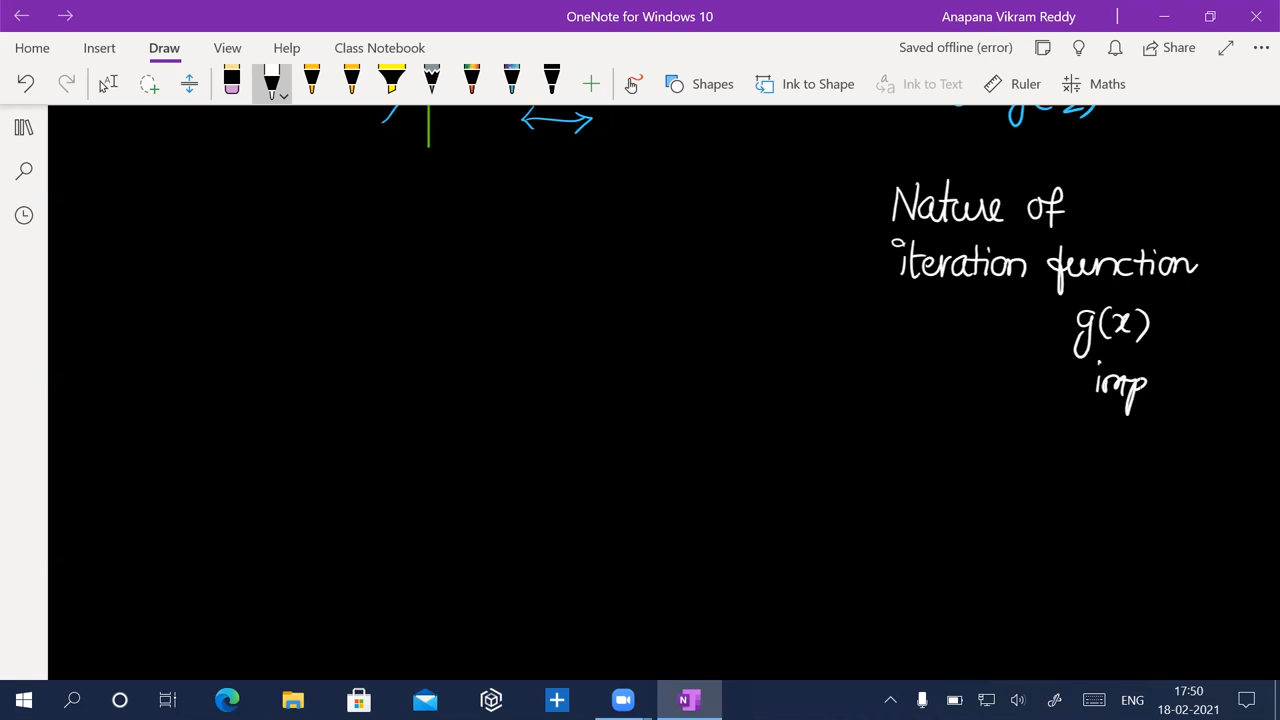 OneNote for Windows 10
Anapana Vikram Reddy
Home Insert Draw View Help Class Notebook
Saved offline (error) Share
Shapes Ink to Shape Ink to Text Ruler Maths
Nature of
iteration function
g(x)
imp
ENG
17:50
18-02-2021